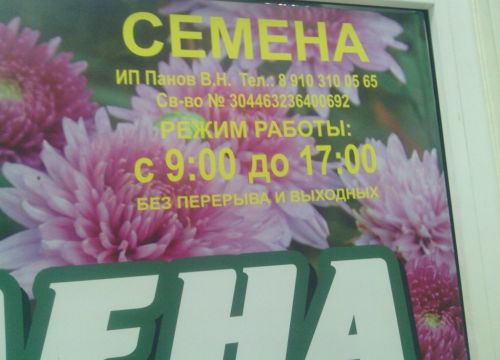 СЕМЕНА
ИП Панов В.Н. Тел.: 8 910 310 05 65
Св-во № 304463236400692
РЕЖИМ РАБОТЫ:
с 9:00 до 17:00
БЕЗ ПЕРЕРЫВА И ВЫХОДНЫХ
ЕНА